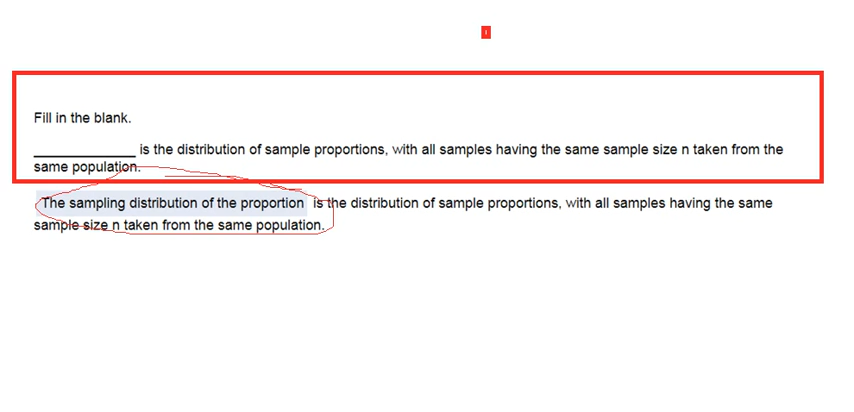 Fill in the blank.
____________ is the distribution of sample proportions, with all samples having the same sample size n taken from the
same population.
The sampling distribution of the proportion is the distribution of sample proportions, with all samples having the same
sample size n taken from the same population.